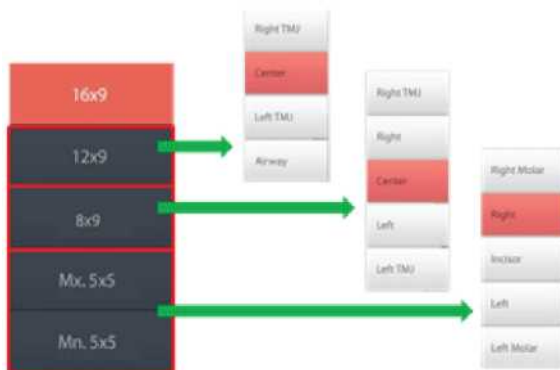 16x9
12x9
8x9
Mx. 5x5
Mn. 5x5
Right TMJ
Center
Left TMJ
Airway
Right TMJ
Right
Center
Left
Left TMJ
Right Molar
Right
Incisor
Left
Left Molar